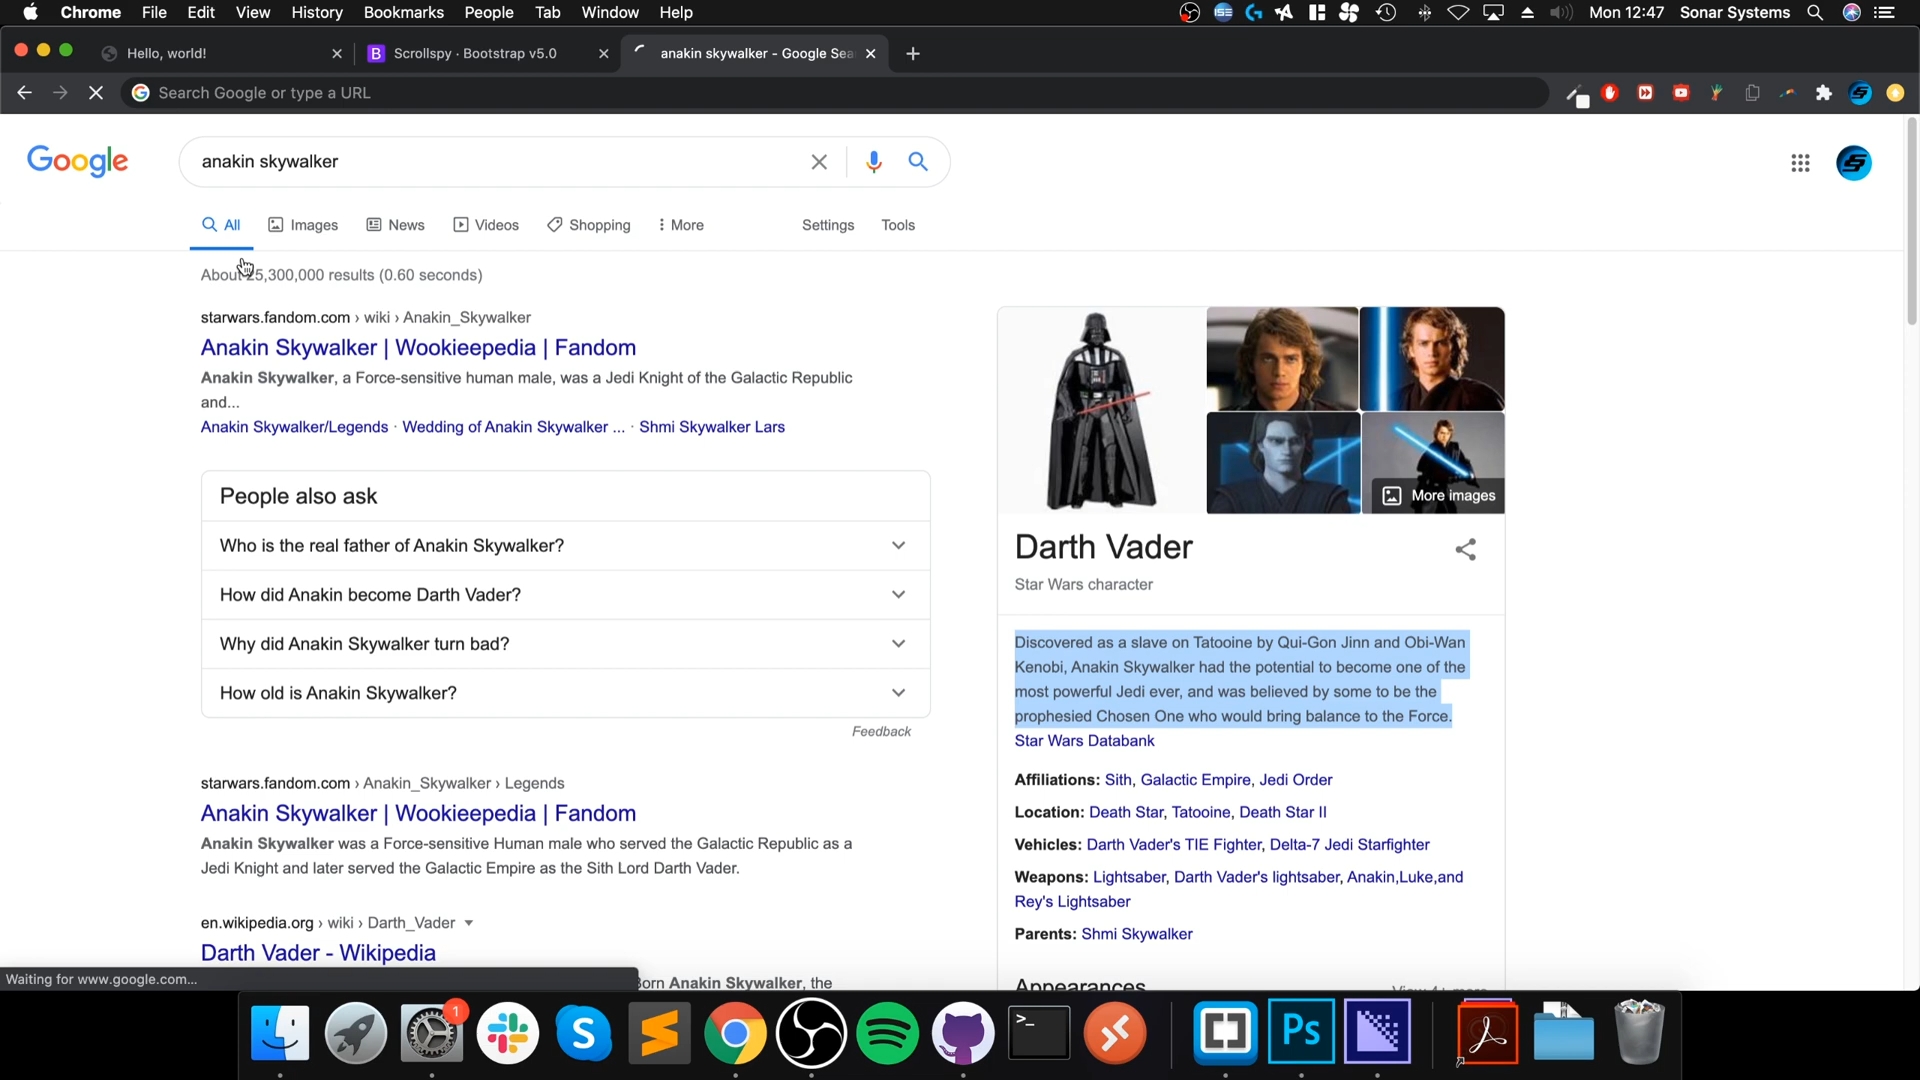 Chrome File Edit View History Bookmarks People Tab Window Help Mon 12:47 Sonar Systems
Hello, world! Scrollspy · Bootstrap v5.0 anakin skywalker - Google Sea
Search Google or type a URL
Google anakin skywalker
All Images News Videos Shopping More Settings Tools
About 25,300,000 results (0.60 seconds)
starwars.fandom.com › wiki › Anakin_Skywalker
Anakin Skywalker | Wookieepedia | Fandom
Anakin Skywalker, a Force-sensitive human male, was a Jedi Knight of the Galactic Republic
and...
Anakin Skywalker/Legends · Wedding of Anakin Skywalker ... · Shmi Skywalker Lars
People also ask
Who is the real father of Anakin Skywalker?
How did Anakin become Darth Vader?
Why did Anakin Skywalker turn bad?
How old is Anakin Skywalker?
Feedback
starwars.fandom.com › Anakin_Skywalker › Legends
Anakin Skywalker | Wookieepedia | Fandom
Anakin Skywalker was a Force-sensitive Human male who served the Galactic Republic as a
Jedi Knight and later served the Galactic Empire as the Sith Lord Darth Vader.
en.wikipedia.org › wiki › Darth_Vader
Darth Vader - Wikipedia
Born Anakin Skywalker, the
More images
Darth Vader
Star Wars character
Discovered as a slave on Tatooine by Qui-Gon Jinn and Obi-Wan
Kenobi, Anakin Skywalker had the potential to become one of the
most powerful Jedi ever, and was believed by some to be the
prophesied Chosen One who would bring balance to the Force.
Star Wars Databank
Affiliations: Sith, Galactic Empire, Jedi Order
Location: Death Star, Tatooine, Death Star II
Vehicles: Darth Vader's TIE Fighter, Delta-7 Jedi Starfighter
Weapons: Lightsaber, Darth Vader's lightsaber, Anakin,Luke,and
Rey's Lightsaber
Parents: Shmi Skywalker
Appearances
View 4+ more
Waiting for www.google.com...
1
Ps